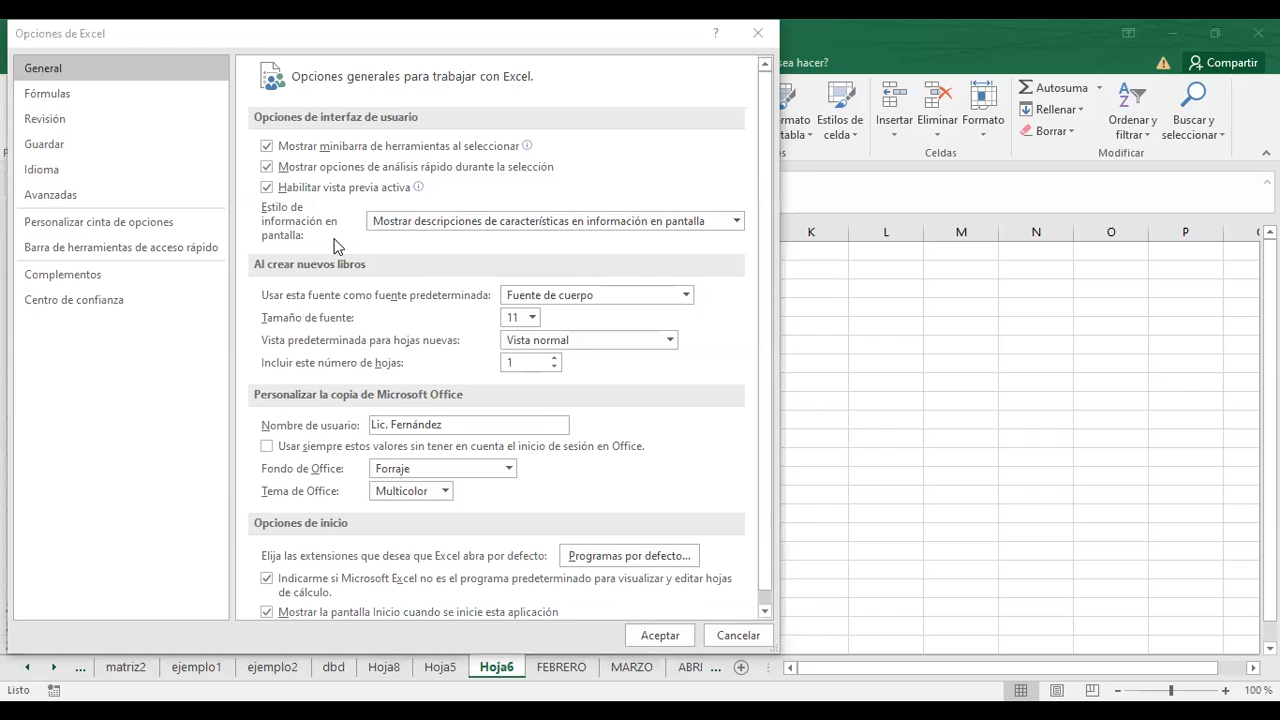 Opciones de Excel
?
General
Fórmulas
Revisión
Guardar
Idioma
Avanzadas
Personalizar cinta de opciones
Barra de herramientas de acceso rápido
Complementos
Centro de confianza
Opciones generales para trabajar con Excel.
Opciones de interfaz de usuario
Mostrar minibarra de herramientas al seleccionar
Mostrar opciones de análisis rápido durante la selección
Habilitar vista previa activa
Estilo de
información en
pantalla:
Mostrar descripciones de características en información en pantalla
Al crear nuevos libros
Usar esta fuente como fuente predeterminada: Fuente de cuerpo
Tamaño de fuente: 11
Vista predeterminada para hojas nuevas: Vista normal
Incluir este número de hojas: 1
Personalizar la copia de Microsoft Office
Nombre de usuario: Lic. Fernández
Usar siempre estos valores sin tener en cuenta el inicio de sesión en Office.
Fondo de Office: Forraje
Tema de Office: Multicolor
Opciones de inicio
Elija las extensiones que desea que Excel abra por defecto: Programas por defecto...
Indicarme si Microsoft Excel no es el programa predeterminado para visualizar y editar hojas
de cálculo.
Mostrar la pantalla Inicio cuando se inicie esta aplicación
Aceptar Cancelar
sea hacer? Compartir
ormato
tabla
Estilos de
celda
Insertar Eliminar Formato
Celdas
Autosuma
Rellenar
Borrar
Ordenar y
filtrar
Buscar y
seleccionar
Modificar
K L M N O P
... matriz2 ejemplo1 ejemplo2 dbd Hoja8 Hoja5 Hoja6 FEBRERO MARZO ABRI ...
Listo 100 %